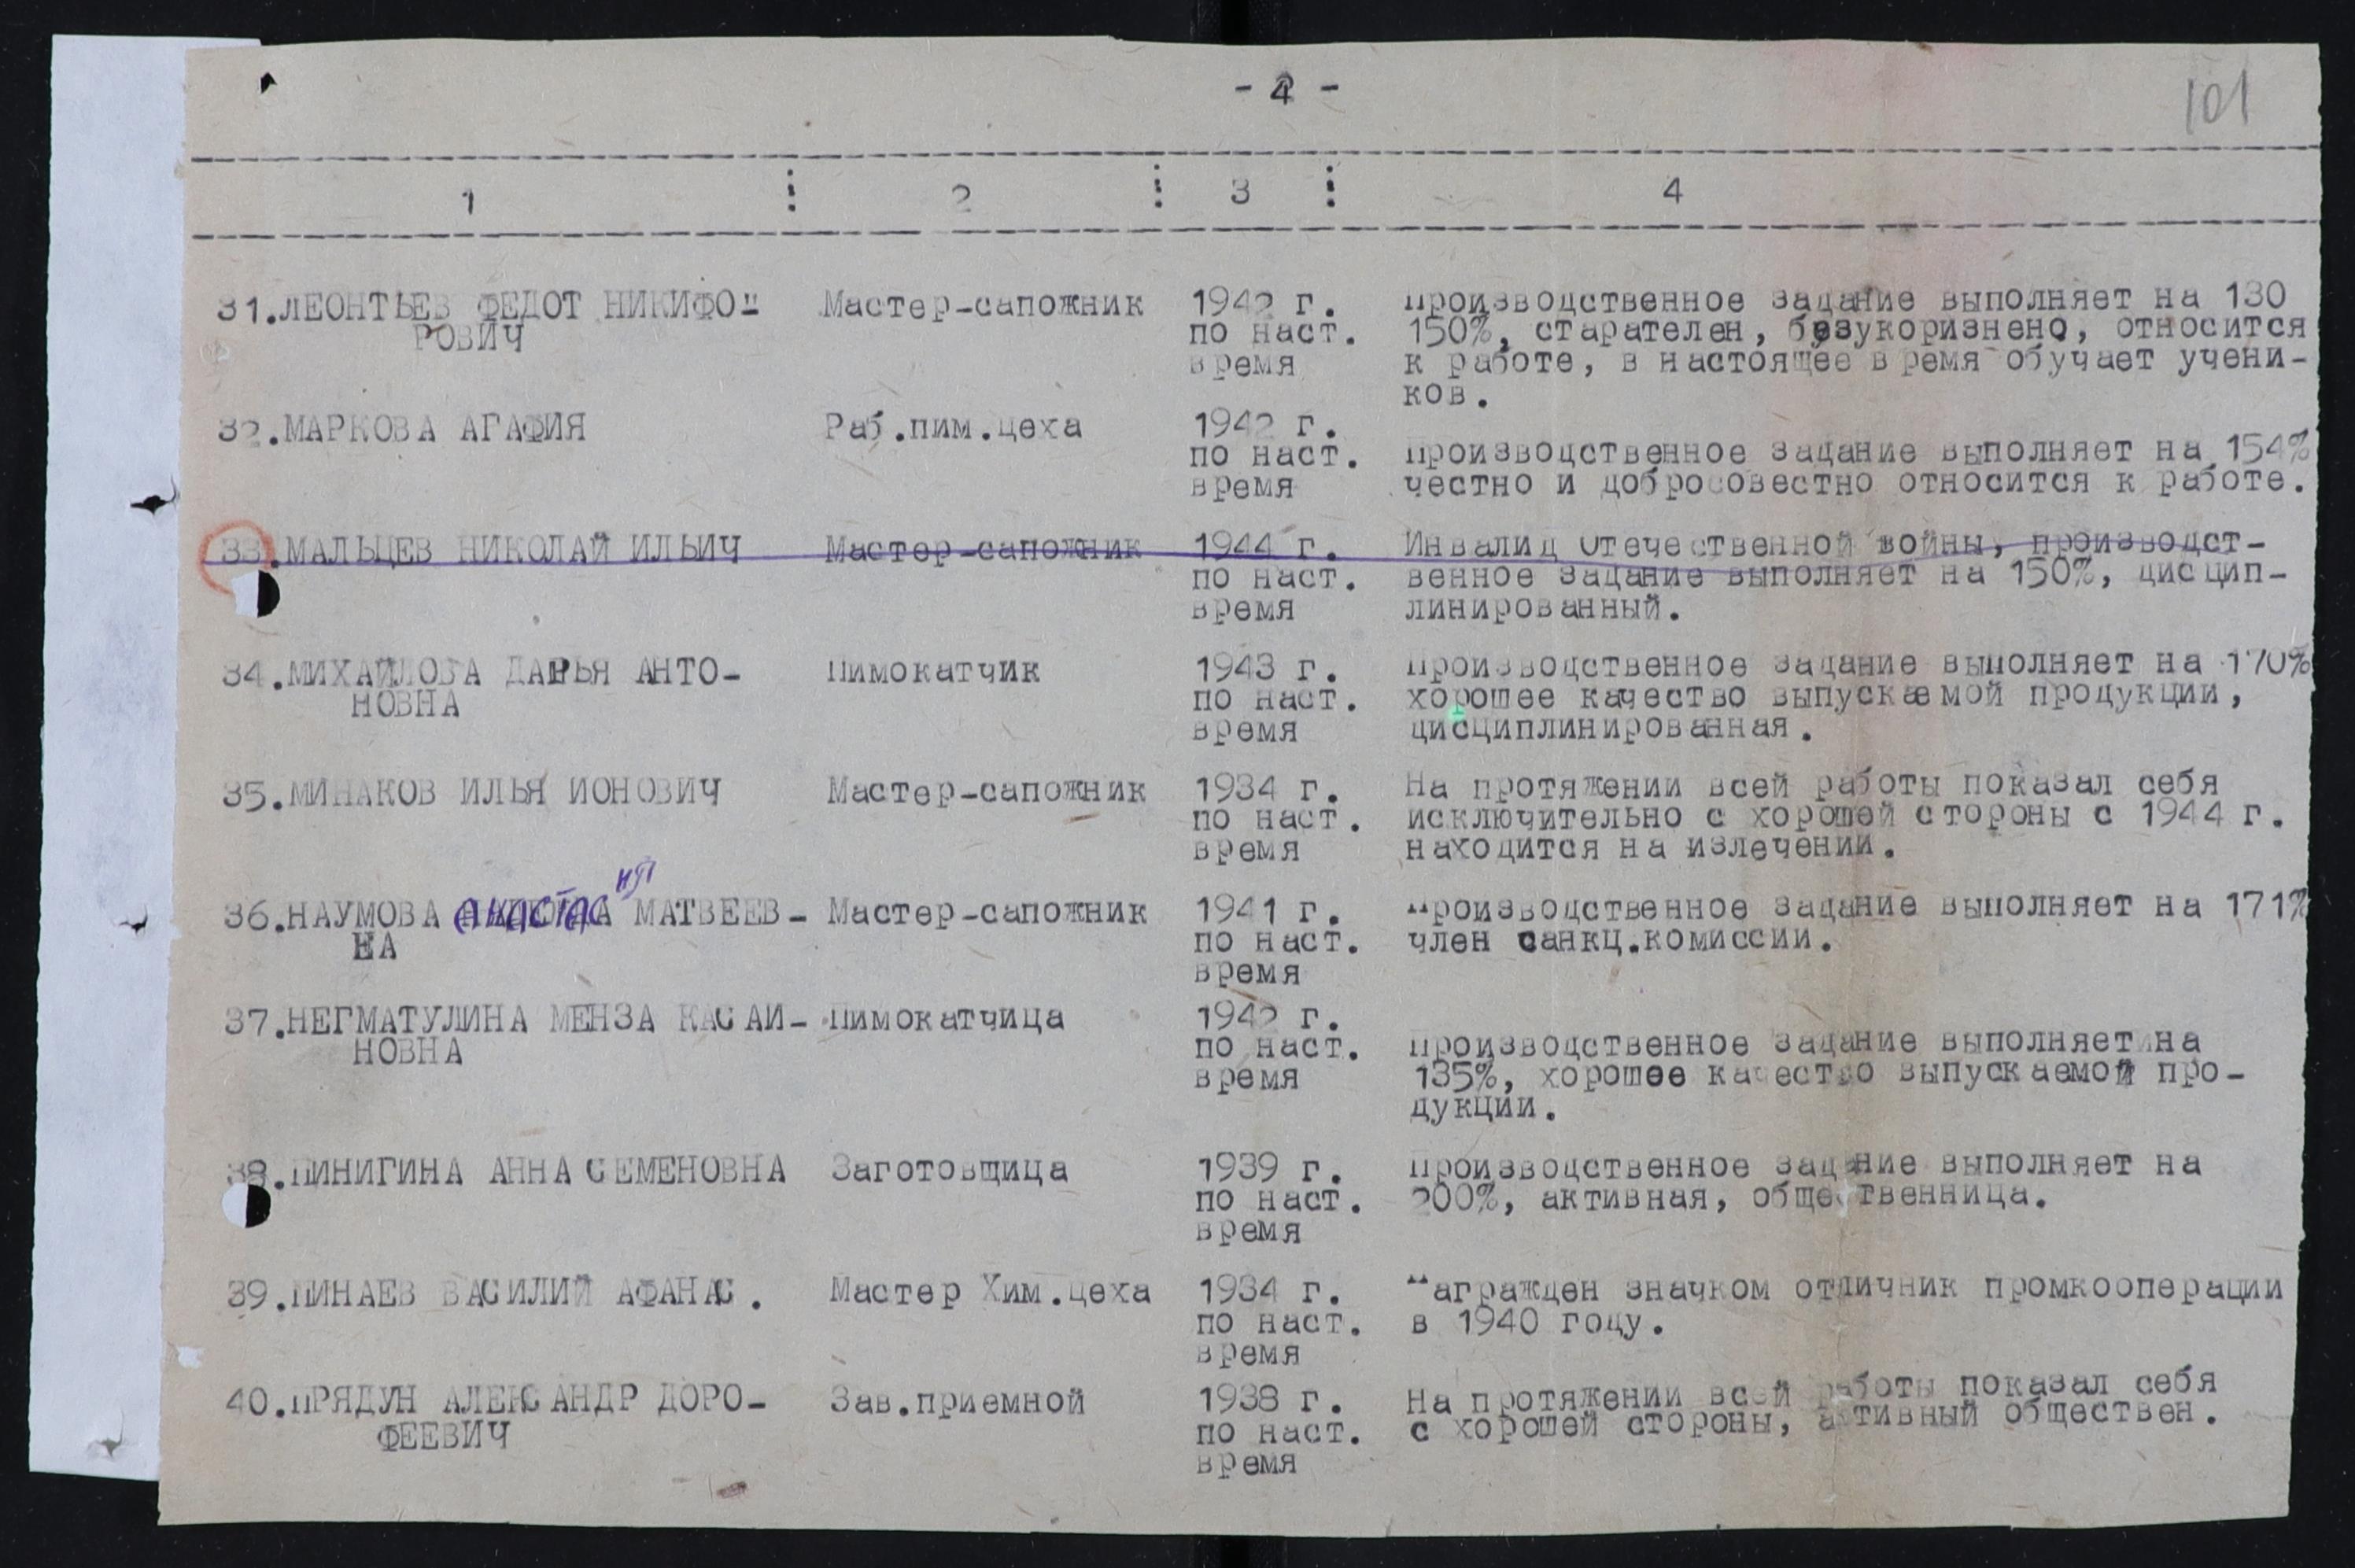 - 4 -
101
1 2 3 4
31.ЛЕОНТЬЕВ ФЕДОТ НИКИФО- Мастер-сапожник 1942 г. Производственное задание выполняет на 130
РОВИЧ по наст. 150%, старателен, безукоризнено, относится
время к работе, в настоящее время обучает учени-
ков.
32.МАРКОВА АГАФИЯ Раб.пим.цеха 1942 г.
по наст. Производственное задание выполняет на 154%
время честно и добросовестно относится к работе.
33.МАЛЬЦЕВ НИКОЛАЙ ИЛЬИЧ Мастер-сапожник 1944 г. Инвалид Отечественной войны, производст-
по наст. венное задание выполняет на 150%, дисцип-
время линированный.
34.МИХАЙЛОВА ДАРЬЯ АНТО- Пимокатчик 1943 г. Производственное задание выполняет на 170%
НОВНА по наст. хорошее качество выпускаемой продукции,
время дисциплинированная.
35.МИНАКОВ ИЛЬЯ ИОНОВИЧ Мастер-сапожник 1934 г. На протяжении всей работы показал себя
по наст. исключительно с хорошей стороны с 1944 г.
время находится на излечении.
36.НАУМОВА Анастасия МАТВЕЕВ- Мастер-сапожник 1941 г. Производственное задание выполняет на 171%
НА по наст. член санкц.комиссии.
время
37.НЕГМАТУЛИНА МЕНЗА КАСАИ- Пимокатчица 1942 г.
НОВНА по наст. Производственное задание выполняет на
время 135%, хорошее качество выпускаемой про-
дукции.
38.ПИНИГИНА АННА СЕМЕНОВНА Заготовщица 1939 г. Производственное задание выполняет на
по наст. 200%, активная, общественница.
время
39.ПИНАЕВ ВАСИЛИЙ АФАНАС. Мастер Хим.цеха 1934 г. Награжден значком отличник промкооперации
по наст. в 1940 году.
время
40.ПРЯДУН АЛЕКСАНДР ДОРО- Зав.приемной 1938 г. На протяжении всей работы показал себя
ФЕЕВИЧ по наст. с хорошей стороны, активный обществен.
время